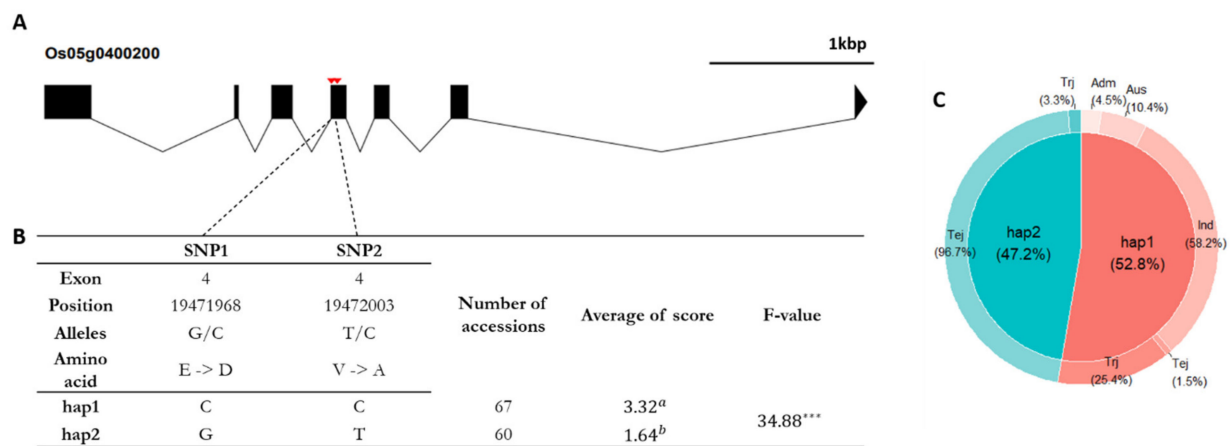 A
Os05g0400200
1kbp
B
SNP1 SNP2
Exon 4 4
Position 19471968 19472003
Alleles G/C T/C
Amino acid E -> D V -> A
Number of accessions
Average of score
F-value
hap1 C C 67 3.32a
34.88***
hap2 G T 60 1.64b
C
Trj
(3.3%)
Adm
(4.5%)
Aus
(10.4%)
Ind
(58.2%)
Tej
(1.5%)
Trj
(25.4%)
Tej
(96.7%)
hap2
(47.2%)
hap1
(52.8%)